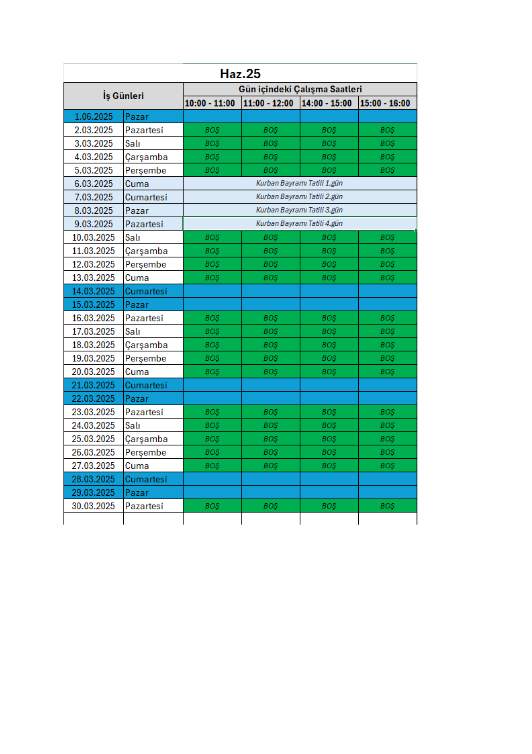 Haz.25
İş Günleri
Gün içindeki Çalışma Saatleri
10:00 - 11:00 11:00 - 12:00 14:00 - 15:00 15:00 - 16:00
1.06.2025 Pazar
2.03.2025 Pazartesi BOŞ BOŞ BOŞ BOŞ
3.03.2025 Salı BOŞ BOŞ BOŞ BOŞ
4.03.2025 Çarşamba BOŞ BOŞ BOŞ BOŞ
5.03.2025 Perşembe BOŞ BOŞ BOŞ BOŞ
6.03.2025 Cuma Kurban Bayramı Tatili 1.gün
7.03.2025 Cumartesi Kurban Bayramı Tatili 2.gün
8.03.2025 Pazar Kurban Bayramı Tatili 3.gün
9.03.2025 Pazartesi Kurban Bayramı Tatili 4.gün
10.03.2025 Salı BOŞ BOŞ BOŞ BOŞ
11.03.2025 Çarşamba BOŞ BOŞ BOŞ BOŞ
12.03.2025 Perşembe BOŞ BOŞ BOŞ BOŞ
13.03.2025 Cuma BOŞ BOŞ BOŞ BOŞ
14.03.2025 Cumartesi
15.03.2025 Pazar
16.03.2025 Pazartesi BOŞ BOŞ BOŞ BOŞ
17.03.2025 Salı BOŞ BOŞ BOŞ BOŞ
18.03.2025 Çarşamba BOŞ BOŞ BOŞ BOŞ
19.03.2025 Perşembe BOŞ BOŞ BOŞ BOŞ
20.03.2025 Cuma BOŞ BOŞ BOŞ BOŞ
21.03.2025 Cumartesi
22.03.2025 Pazar
23.03.2025 Pazartesi BOŞ BOŞ BOŞ BOŞ
24.03.2025 Salı BOŞ BOŞ BOŞ BOŞ
25.03.2025 Çarşamba BOŞ BOŞ BOŞ BOŞ
26.03.2025 Perşembe BOŞ BOŞ BOŞ BOŞ
27.03.2025 Cuma BOŞ BOŞ BOŞ BOŞ
28.03.2025 Cumartesi
29.03.2025 Pazar
30.03.2025 Pazartesi BOŞ BOŞ BOŞ BOŞ